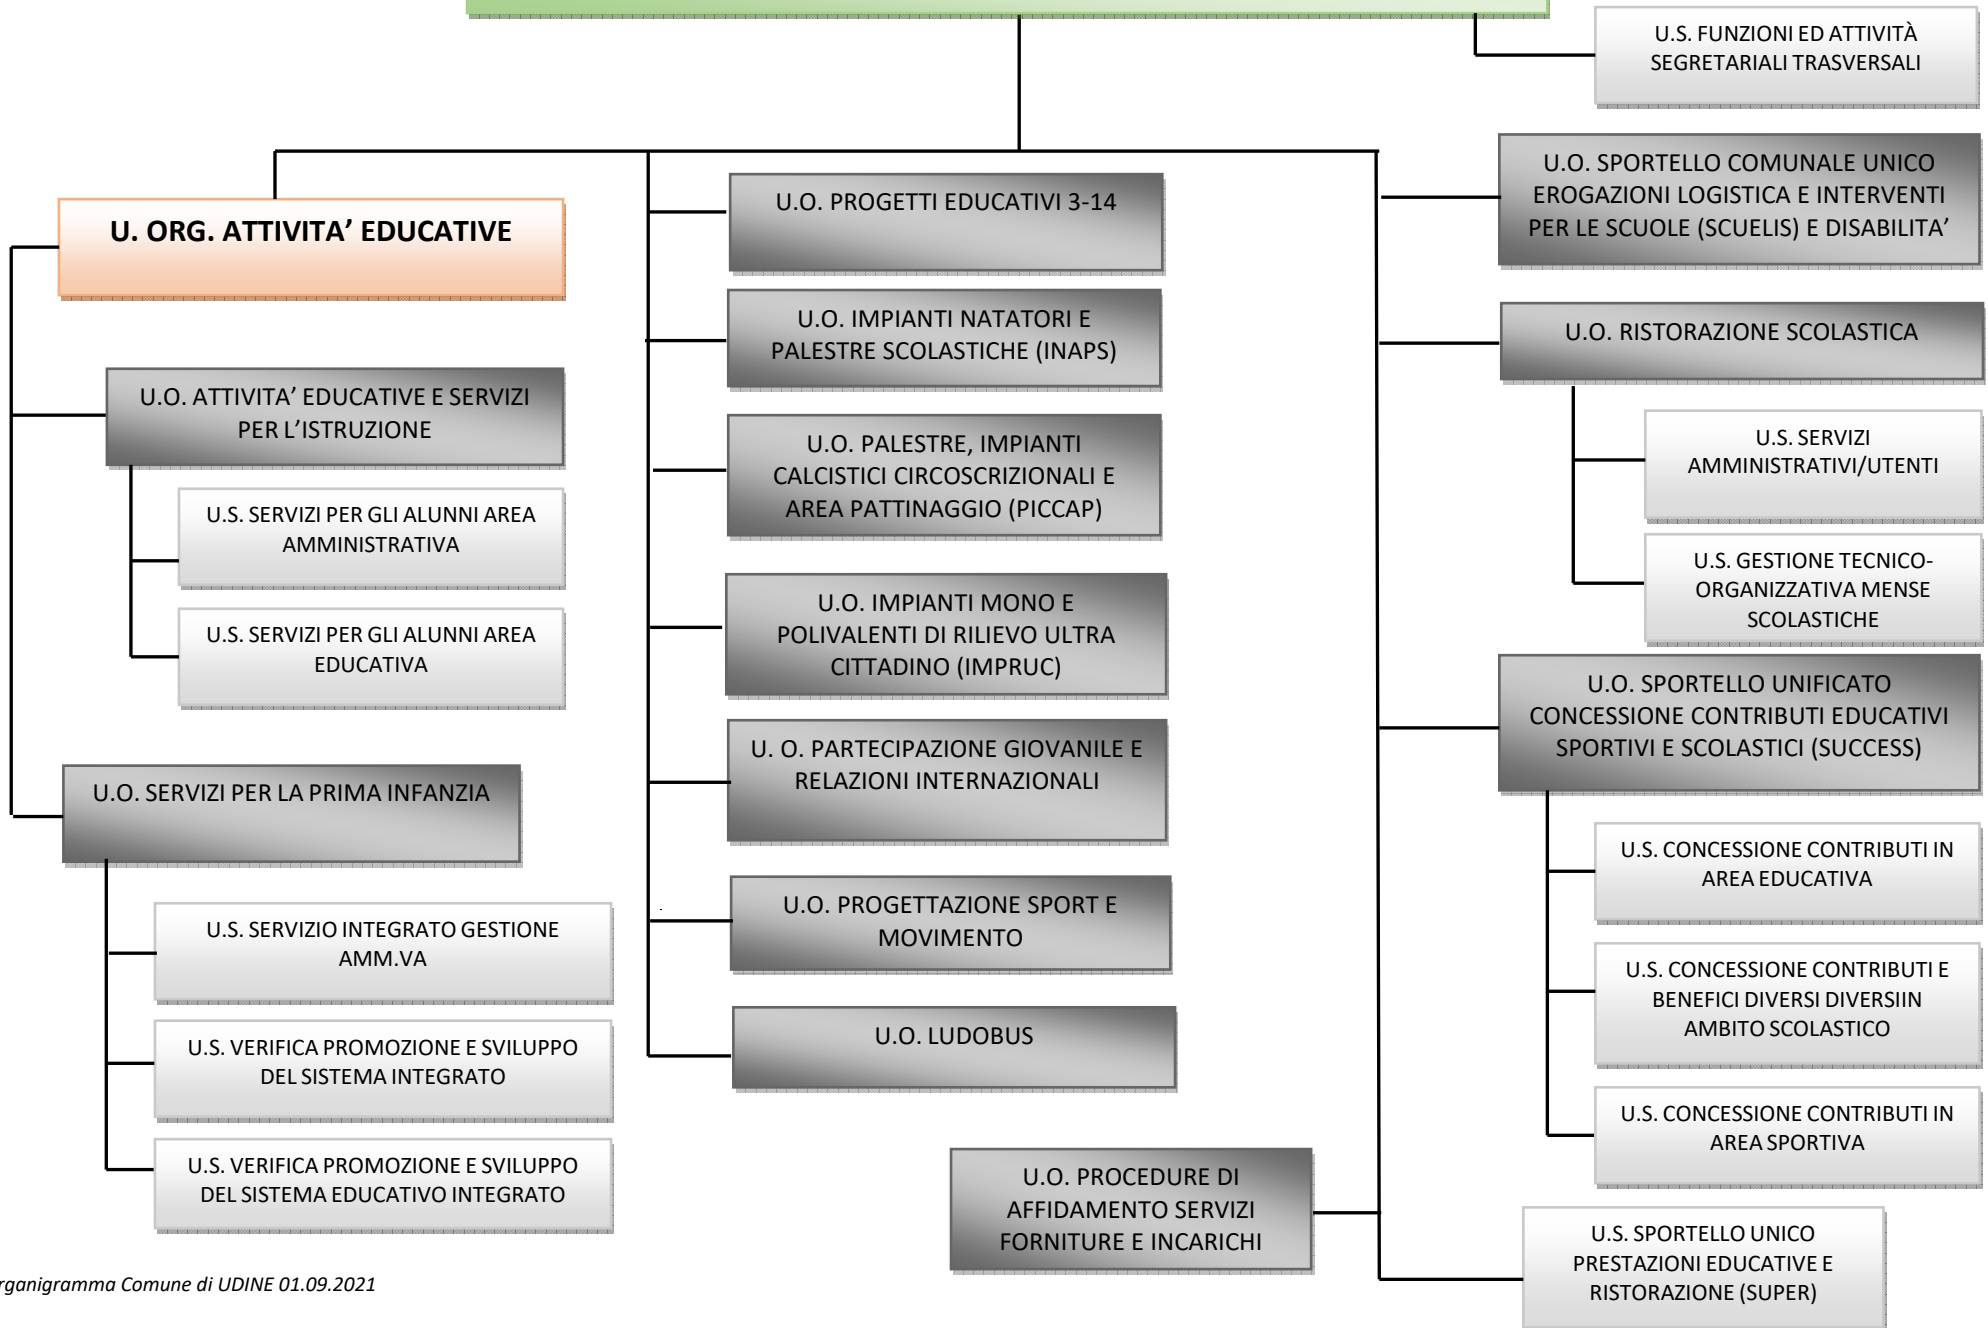 U.S. FUNZIONI ED ATTIVITÀ
SEGRETARIALI TRASVERSALI
U. ORG. ATTIVITA’ EDUCATIVE
U.O. ATTIVITA’ EDUCATIVE E SERVIZI
PER L’ISTRUZIONE
U.S. SERVIZI PER GLI ALUNNI AREA
AMMINISTRATIVA
U.S. SERVIZI PER GLI ALUNNI AREA
EDUCATIVA
U.O. SERVIZI PER LA PRIMA INFANZIA
U.S. SERVIZIO INTEGRATO GESTIONE
AMM.VA
U.S. VERIFICA PROMOZIONE E SVILUPPO
DEL SISTEMA INTEGRATO
U.S. VERIFICA PROMOZIONE E SVILUPPO
DEL SISTEMA EDUCATIVO INTEGRATO
U.O. PROGETTI EDUCATIVI 3-14
U.O. IMPIANTI NATATORI E
PALESTRE SCOLASTICHE (INAPS)
U.O. PALESTRE, IMPIANTI
CALCISTICI CIRCOSCRIZIONALI E
AREA PATTINAGGIO (PICCAP)
U.O. IMPIANTI MONO E
POLIVALENTI DI RILIEVO ULTRA
CITTADINO (IMPRUC)
U. O. PARTECIPAZIONE GIOVANILE E
RELAZIONI INTERNAZIONALI
U.O. PROGETTAZIONE SPORT E
MOVIMENTO
U.O. LUDOBUS
U.O. PROCEDURE DI
AFFIDAMENTO SERVIZI
FORNITURE E INCARICHI
U.O. SPORTELLO COMUNALE UNICO
EROGAZIONI LOGISTICA E INTERVENTI
PER LE SCUOLE (SCUELIS) E DISABILITA’
U.O. RISTORAZIONE SCOLASTICA
U.S. SERVIZI
AMMINISTRATIVI/UTENTI
U.S. GESTIONE TECNICO-
ORGANIZZATIVA MENSE
SCOLASTICHE
U.O. SPORTELLO UNIFICATO
CONCESSIONE CONTRIBUTI EDUCATIVI
SPORTIVI E SCOLASTICI (SUCCESS)
U.S. CONCESSIONE CONTRIBUTI IN
AREA EDUCATIVA
U.S. CONCESSIONE CONTRIBUTI E
BENEFICI DIVERSI DIVERSIIN
AMBITO SCOLASTICO
U.S. CONCESSIONE CONTRIBUTI IN
AREA SPORTIVA
U.S. SPORTELLO UNICO
PRESTAZIONI EDUCATIVE E
RISTORAZIONE (SUPER)
rganigramma Comune di UDINE 01.09.2021